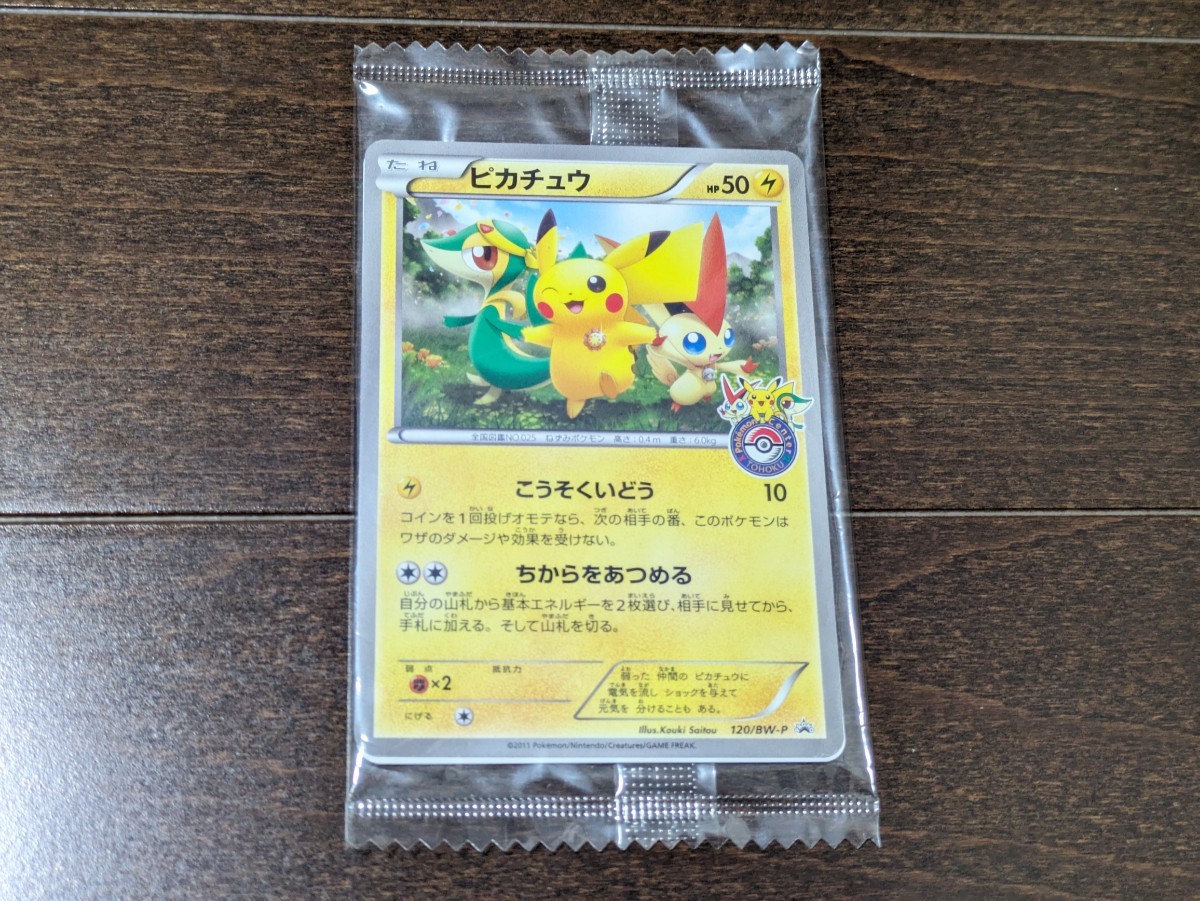 たね
ピカチュウ
HP50
Pokémon Center
TOHOKU
全国図鑑NO.025 ねずみポケモン 高さ:0.4m 重さ:6.0kg
こうそくいどう 10
コインを1回投げオモテなら、次の相手の番、このポケモンは
ワザのダメージや効果を受けない。
ちからをあつめる
自分の山札から基本エネルギーを2枚選び、相手に見せてから、
手札に加える。そして山札を切る。
弱点 抵抗力
×2
にげる
弱った 仲間の ピカチュウに
電気を流し ショックを与えて
元気を 分けることも ある。
Illus.Kouki Saitou 120/BW-P
©2011 Pokémon/Nintendo/Creatures/GAME FREAK.